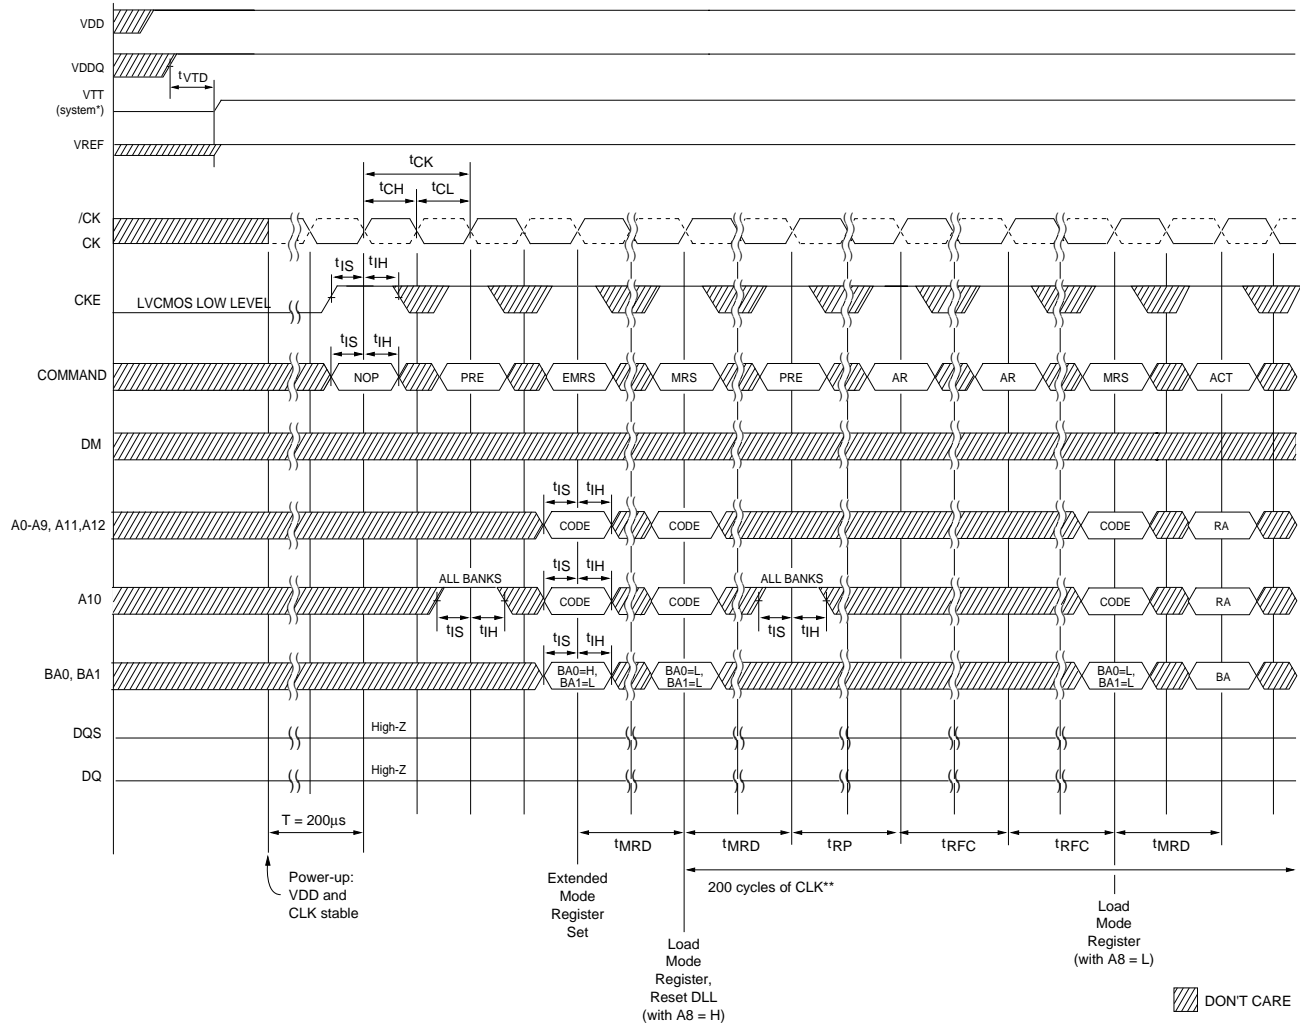 VDD
VDDQ
tVTD
VTT
(system*)
VREF
tCK
tCH tCL
/CK
CK
tIS tIH
CKE LVCMOS LOW LEVEL
tIS tIH
COMMAND NOP PRE EMRS MRS PRE AR AR MRS ACT
DM
tIS tIH
A0-A9, A11,A12 CODE CODE CODE RA
ALL BANKS tIS tIH ALL BANKS
A10 CODE CODE CODE RA
tIS tIH tIS tIH
tIS tIH
BA0, BA1 BA0=H, BA1=L BA0=L, BA1=L BA0=L, BA1=L BA
DQS High-Z
DQ High-Z
T = 200µs
tMRD tMRD tRP tRFC tRFC tMRD
Power-up:
VDD and
CLK stable
Extended
Mode
Register
Set
200 cycles of CLK**
Load
Mode
Register,
Reset DLL
(with A8 = H)
Load
Mode
Register
(with A8 = L)
DON'T CARE